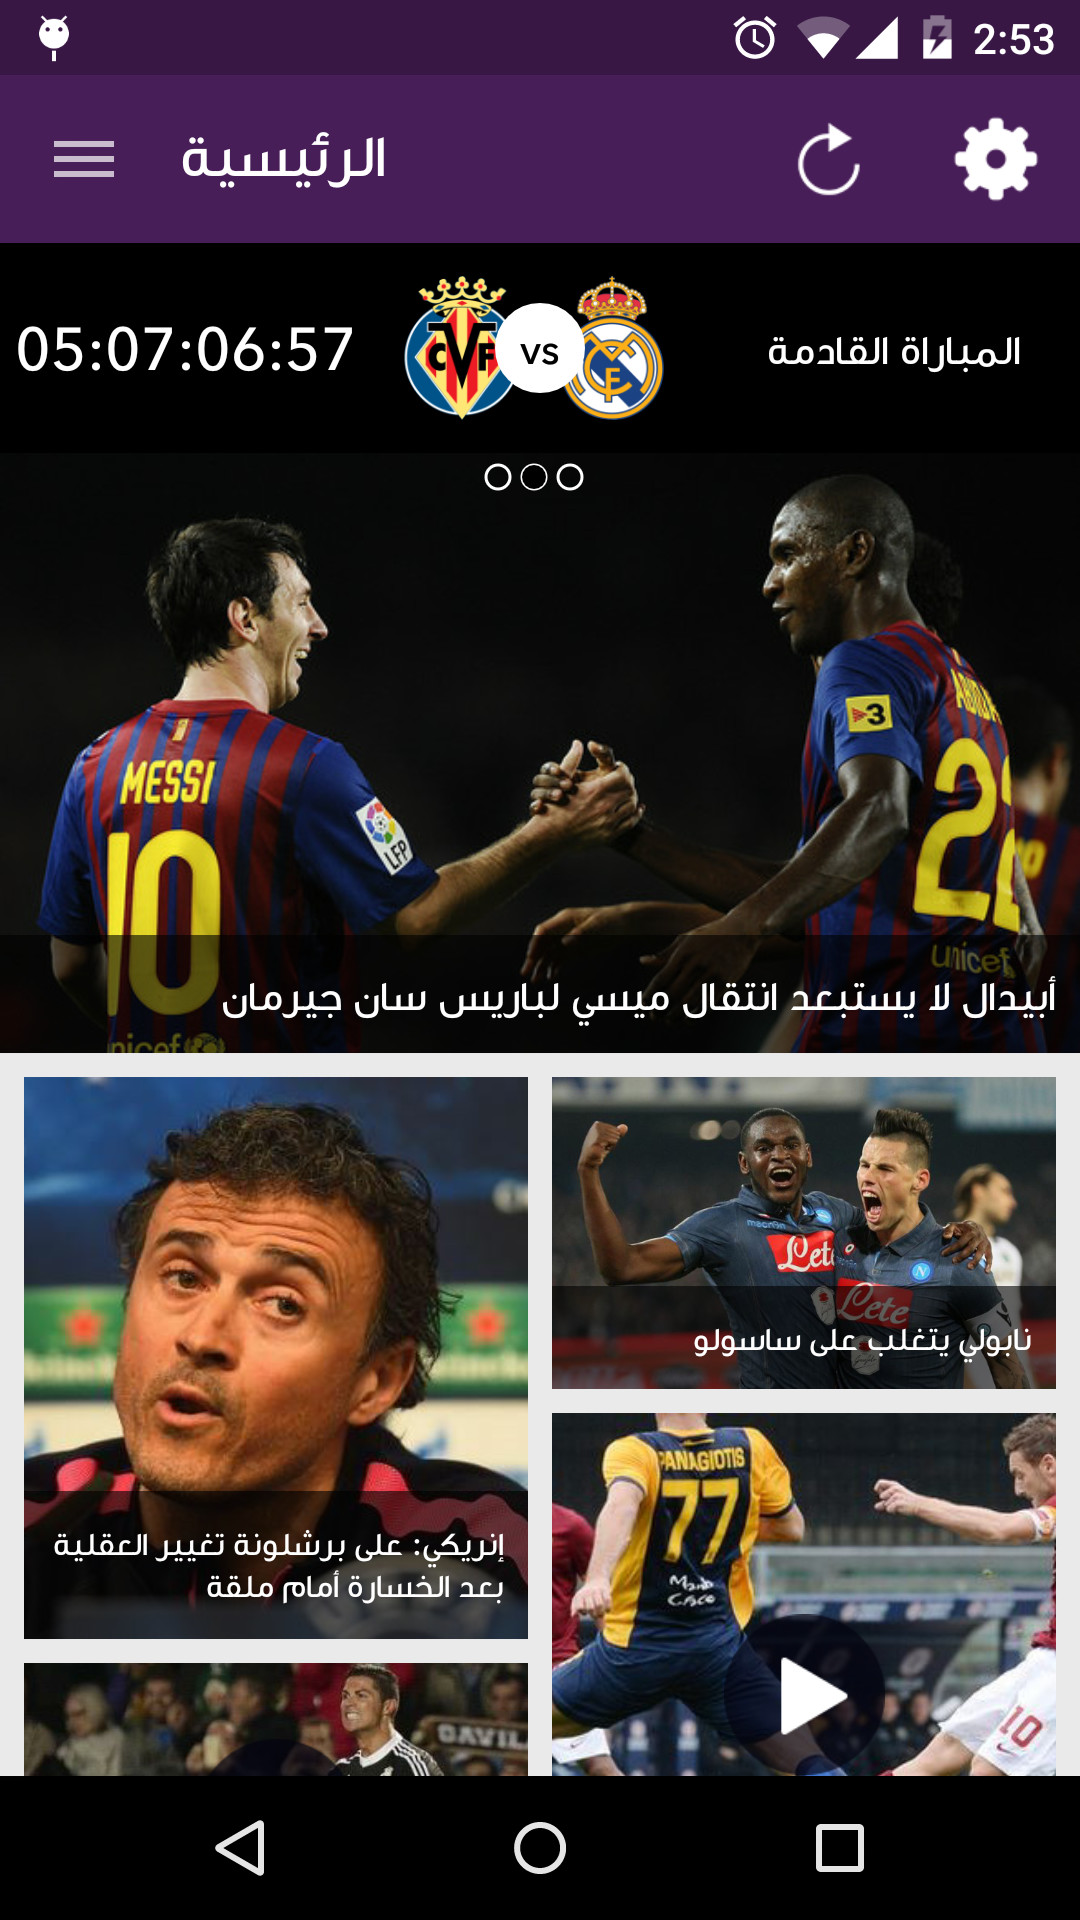 2:53
الرئيسية
05:07:06:57
CVF
VS
المباراة القادمة
MESSI
10
LFP
3
22
unicef
أبيدال لا يستبعد انتقال ميسي لباريس سان جيرمان
macron
Lete
N
Lete
نابولي يتغلب على ساسولو
إنريكي: على برشلونة تغيير العقلية
بعد الخسارة أمام ملقة
PANAGIOTIS
77
10